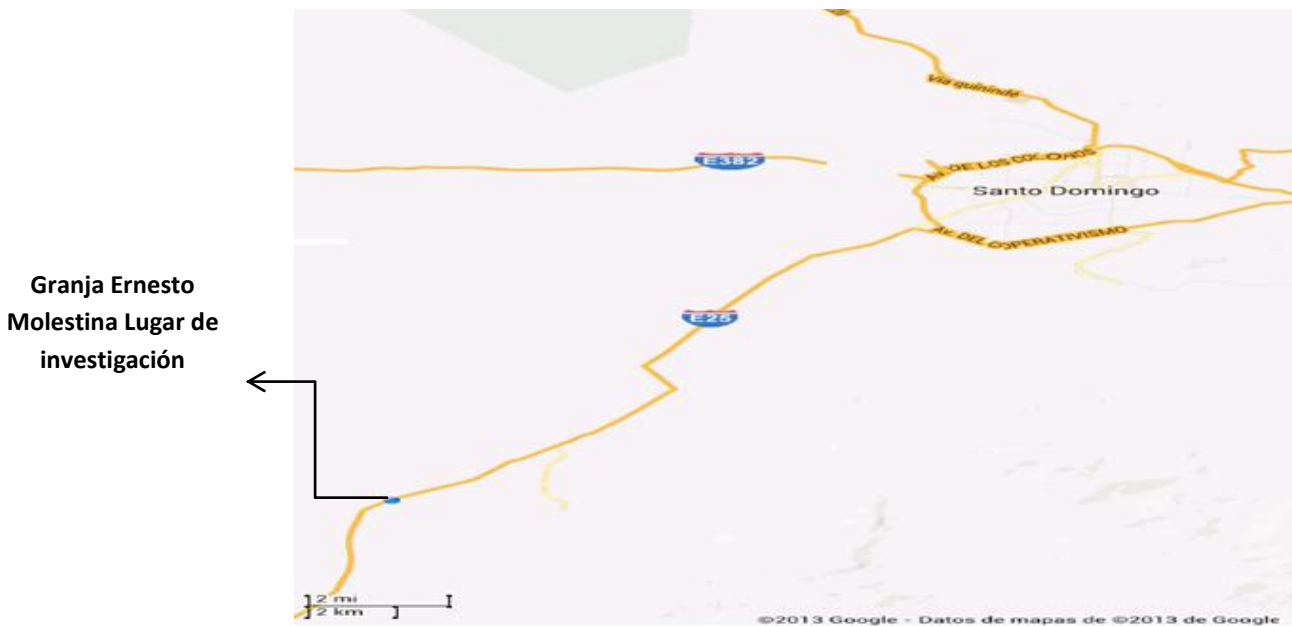 Via quinindé
E382
AV. DE LOS COLORADOS
Santo Domingo
AV. DEL COPERATIVISMO
E25
Granja Ernesto
Molestina Lugar de
investigación
2 mi
2 km
©2013 Google - Datos de mapas de ©2013 de Google